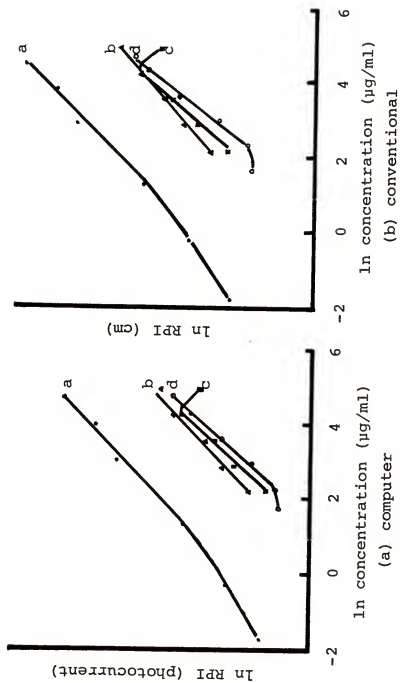 ln RPI (photocurrent)
a
b
d
c
-2
0
2
4
6
ln concentration (µg/ml)
(a) computer
ln RPI (cm)
a
b
d
c
-2
0
2
4
6
ln concentration (µg/ml)
(b) conventional